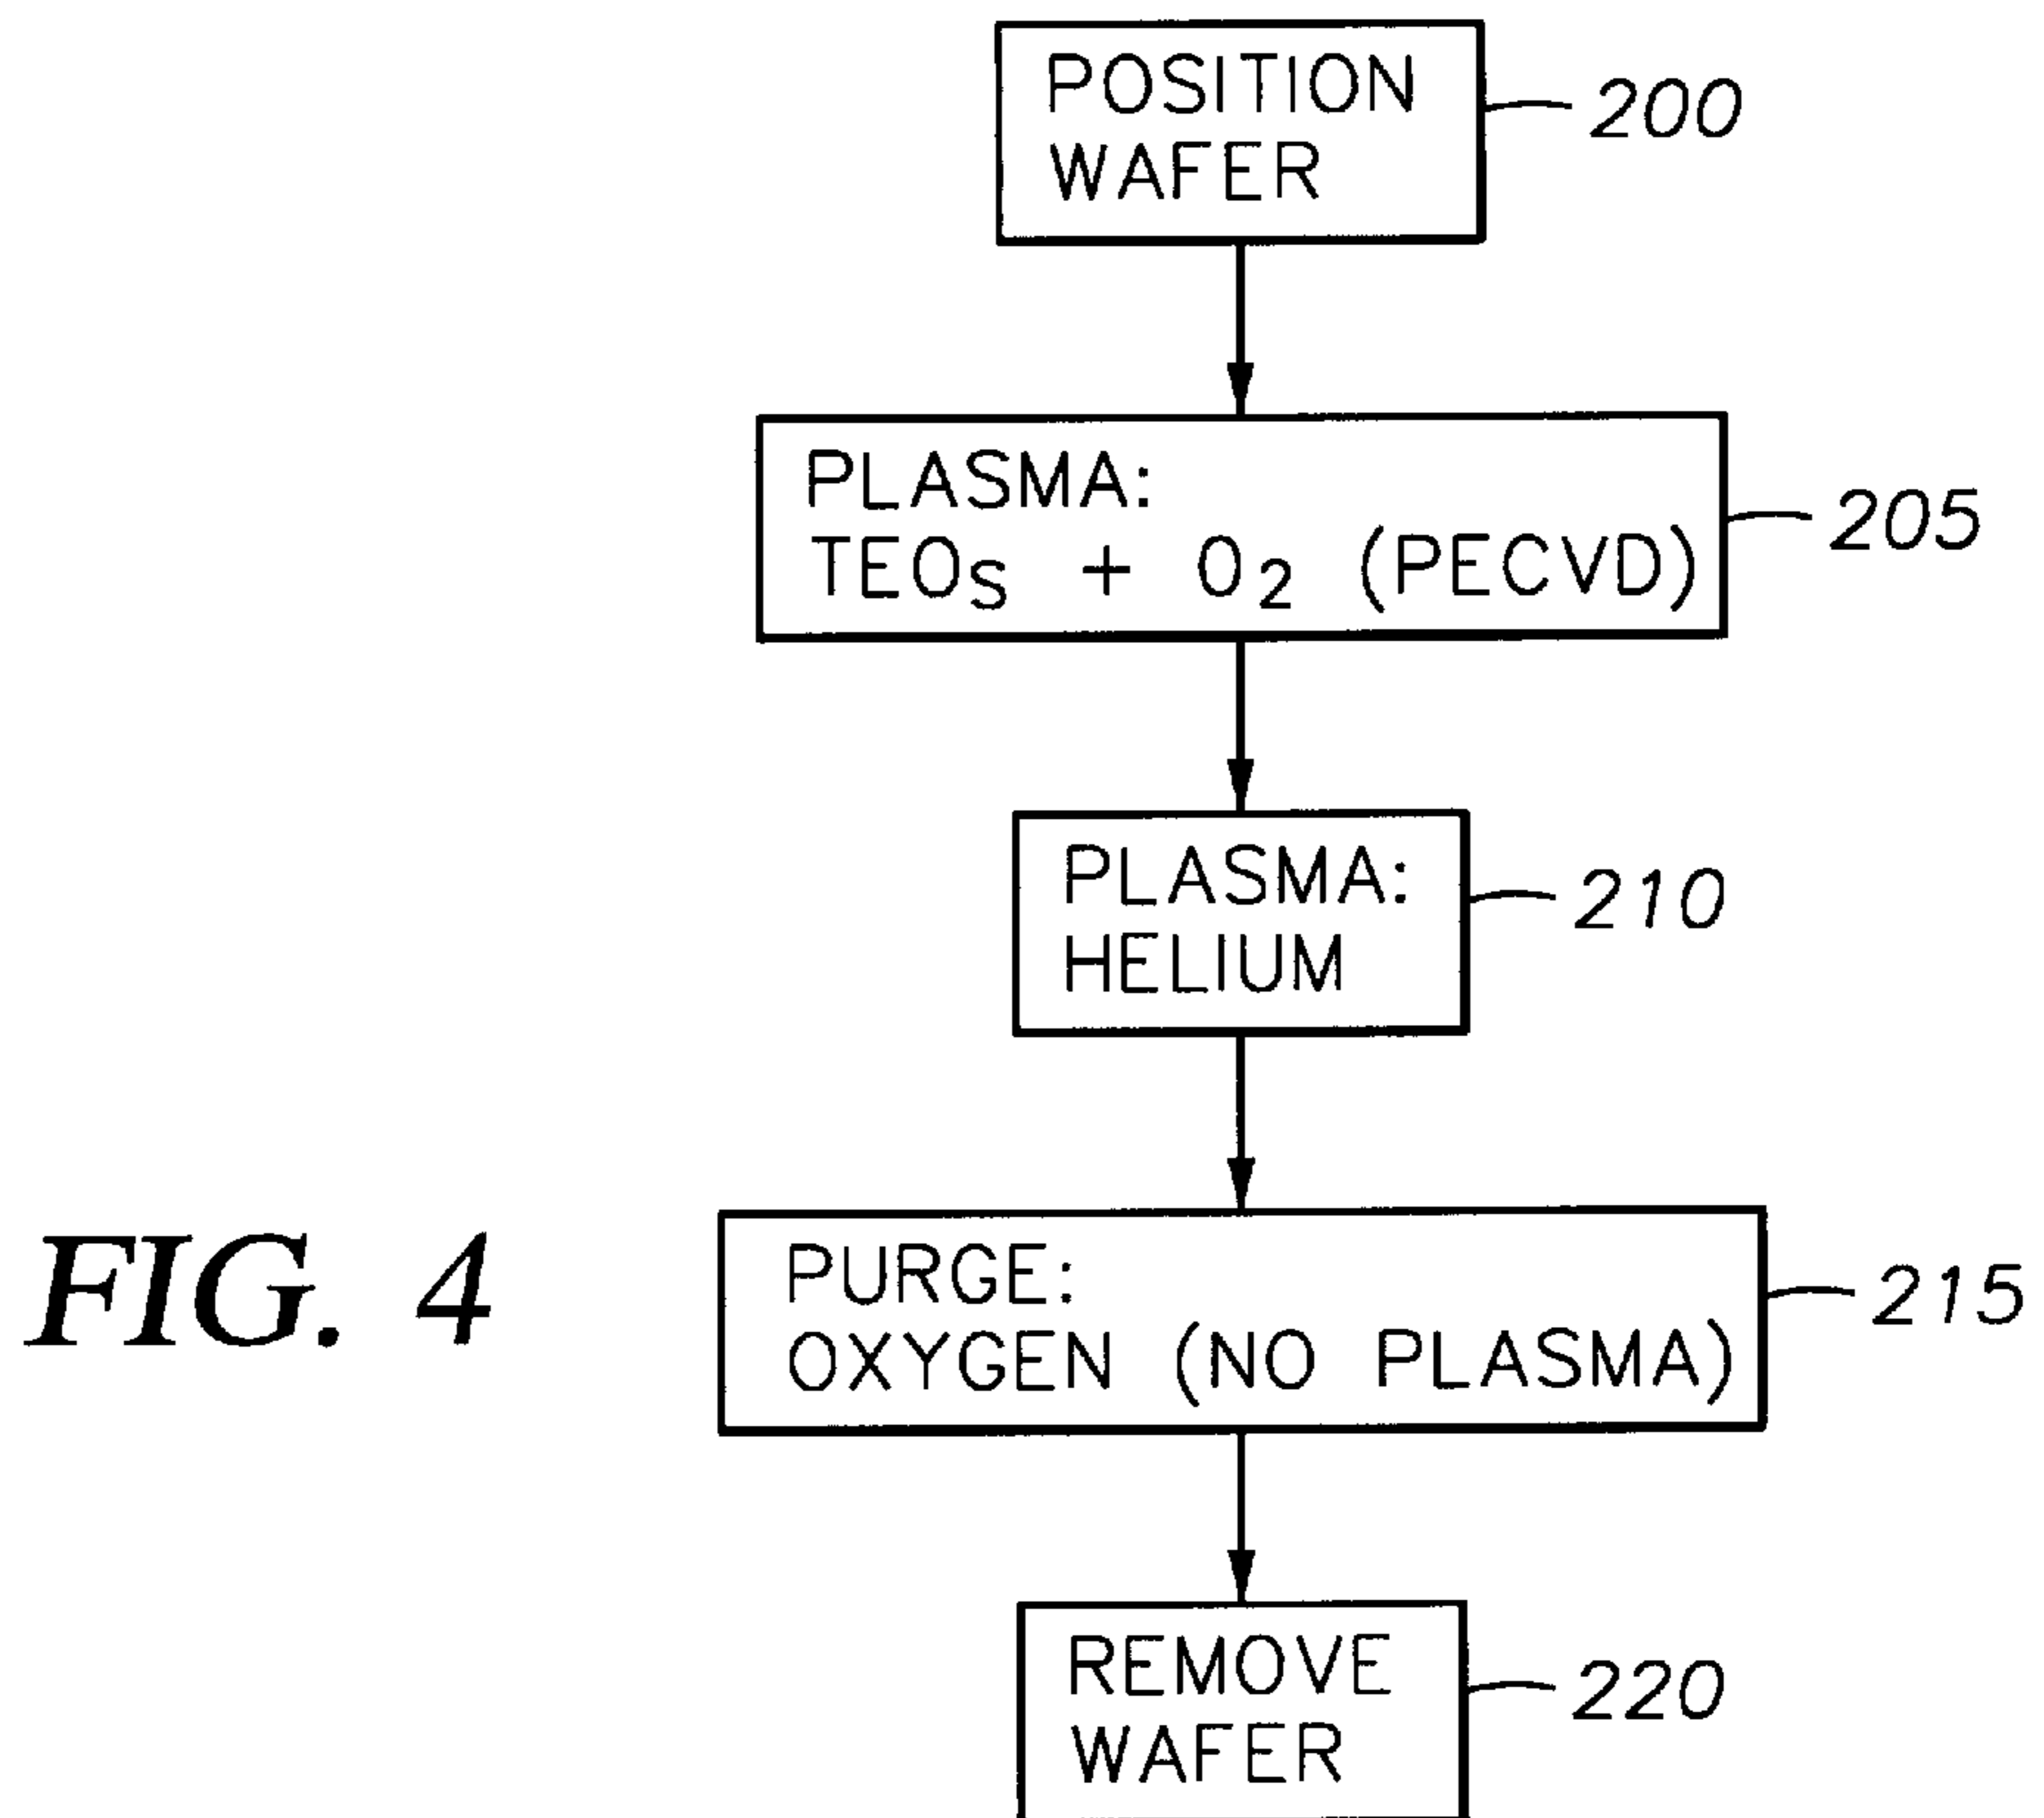 POSITION
WAFER
200
PLASMA:
TEOS + O2 (PECVD)
205
PLASMA:
HELIUM
210
PURGE:
OXYGEN (NO PLASMA)
215
REMOVE
WAFER
220
FIG. 4